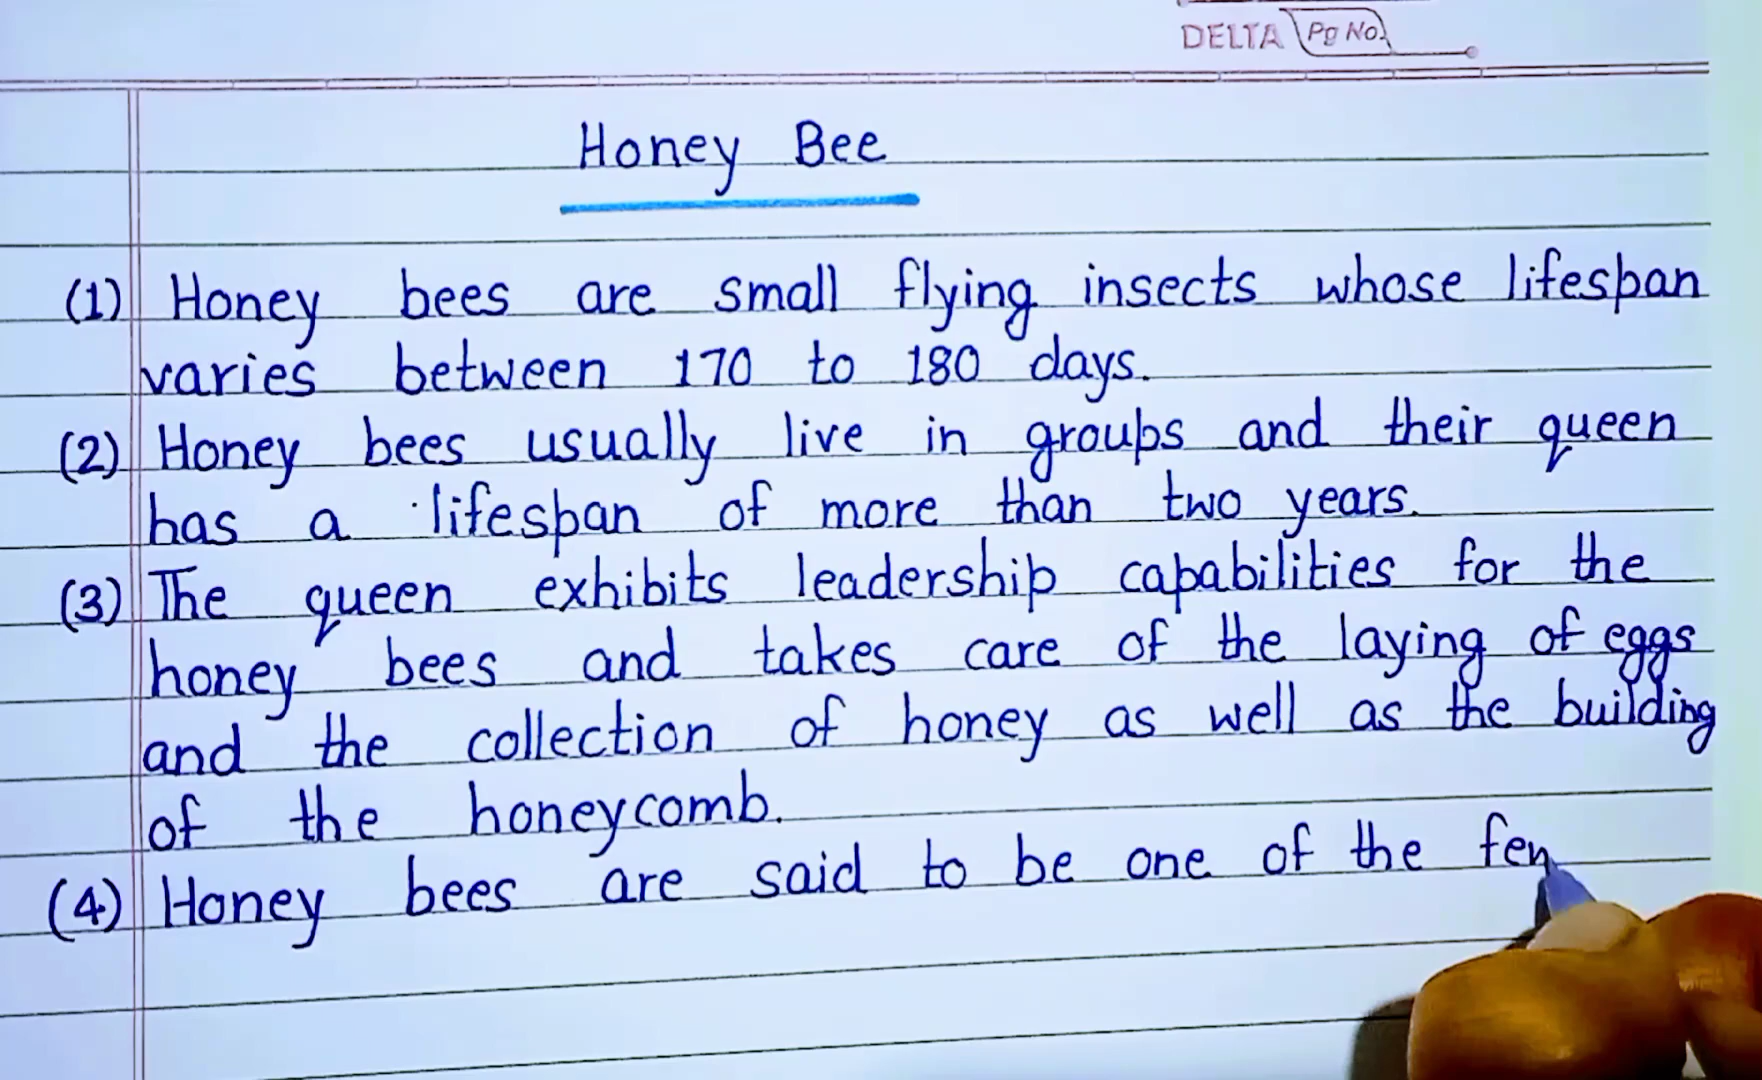 DELTA Pg No.
Honey Bee
(1) Honey bees are small flying insects whose lifespan
varies between 170 to 180 days.
(2) Honey bees usually live in groups and their queen
has a lifespan of more than two years.
(3) The queen exhibits leadership capabilities for the
honey bees and takes care of the laying of eggs
and the collection of honey as well as the building
of the honeycomb.
(4) Honey bees are said to be one of the